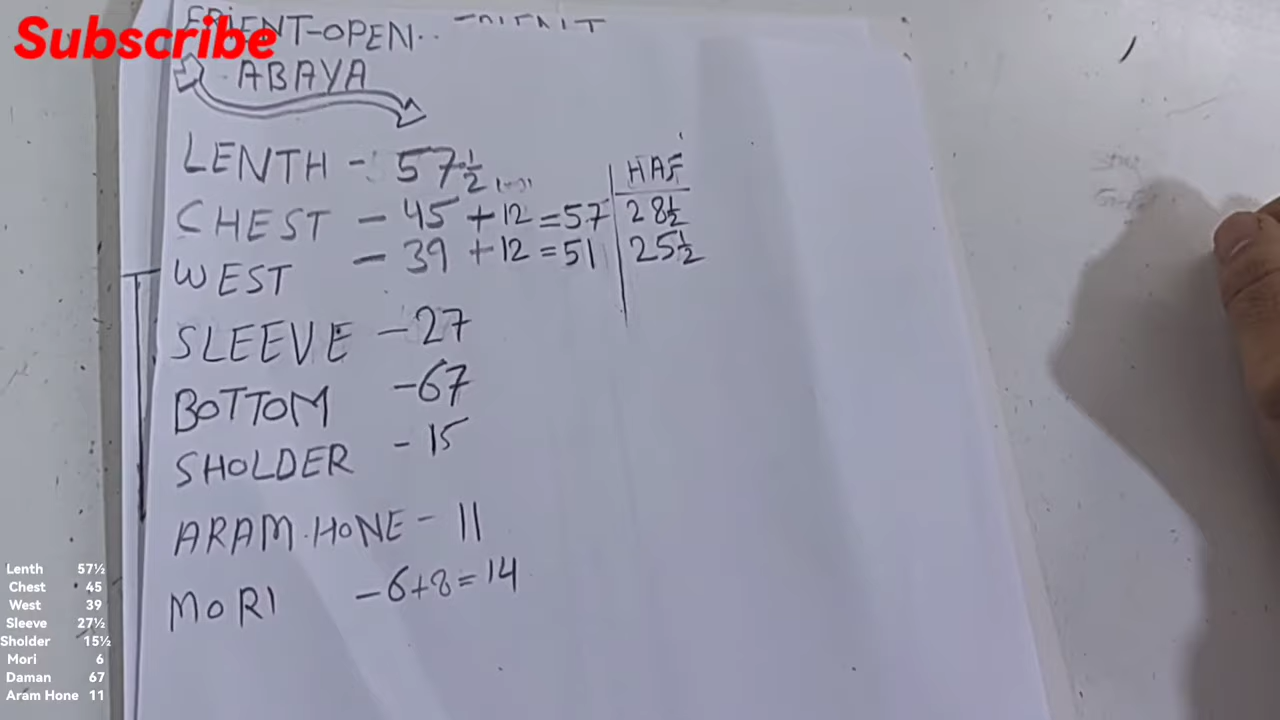 Subscribe
FRIENT-OPEN..
ABAYA
LENTH - 57½
HAF
CHEST - 45 + 12 = 57 28½
WEST - 39 + 12 = 51 25½
SLEEVE - 27
BOTTOM - 67
SHOLDER - 15
ARAM.HONE - 11
MORI - 6+8=14
Lenth 57½
Chest 45
West 39
Sleeve 27½
Sholder 15½
Mori 6
Daman 67
Aram Hone 11